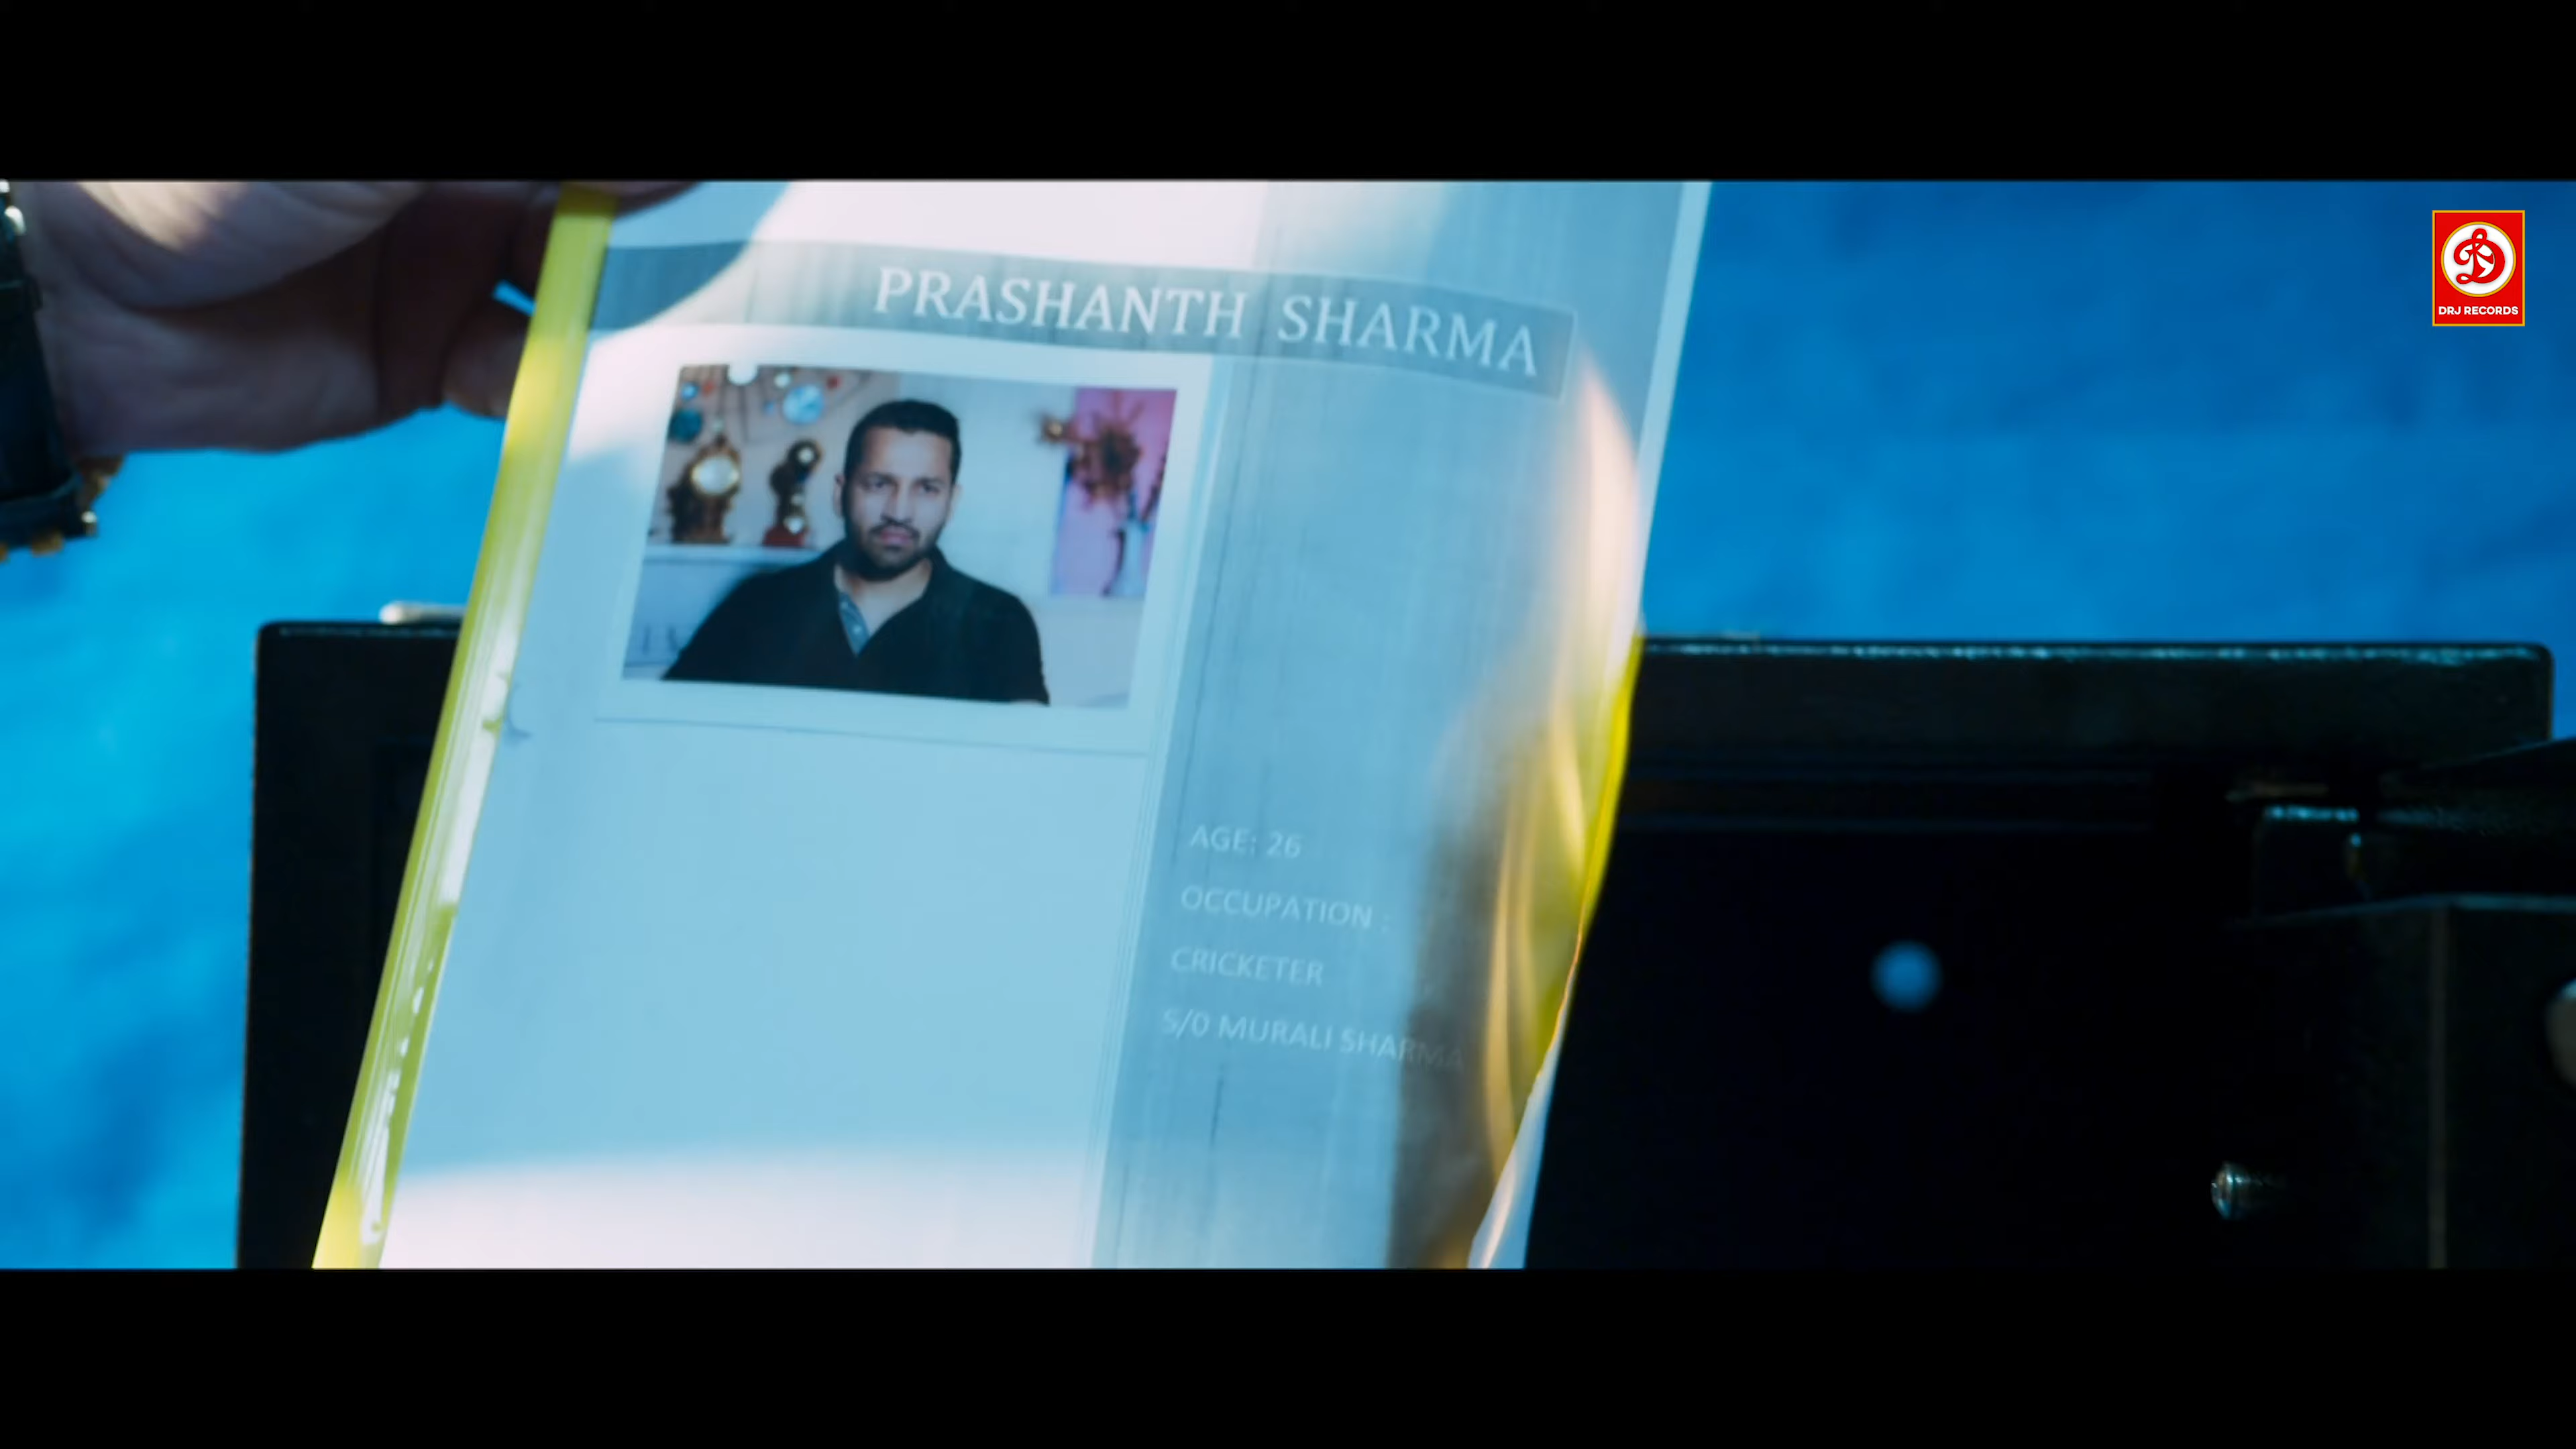 PRASHANTH SHARMA
DRJ RECORDS
AGE: 26
OCCUPATION :
CRICKETER
S/0 MURALI SHARMA